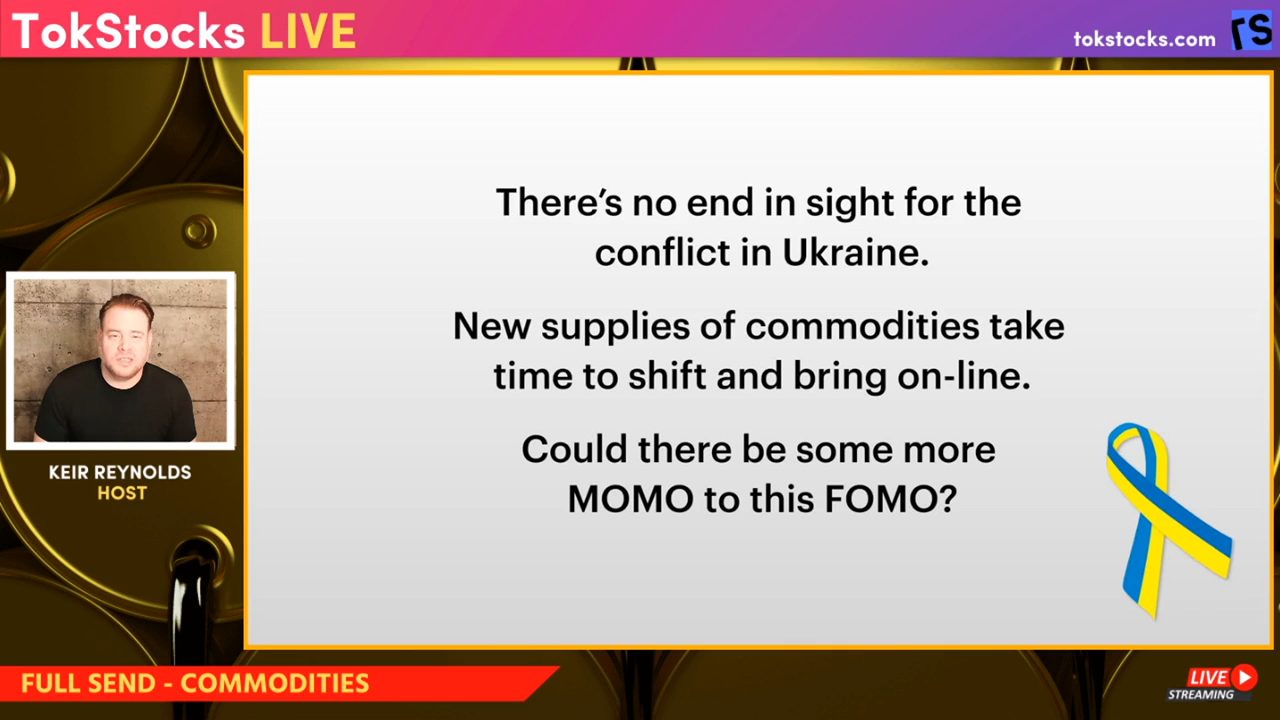 TokStocks LIVE
tokstocks.com
TS
There's no end in sight for the
conflict in Ukraine.
New supplies of commodities take
time to shift and bring on-line.
Could there be some more
MOMO to this FOMO?
KEIR REYNOLDS
HOST
FULL SEND - COMMODITIES
LIVE
STREAMING